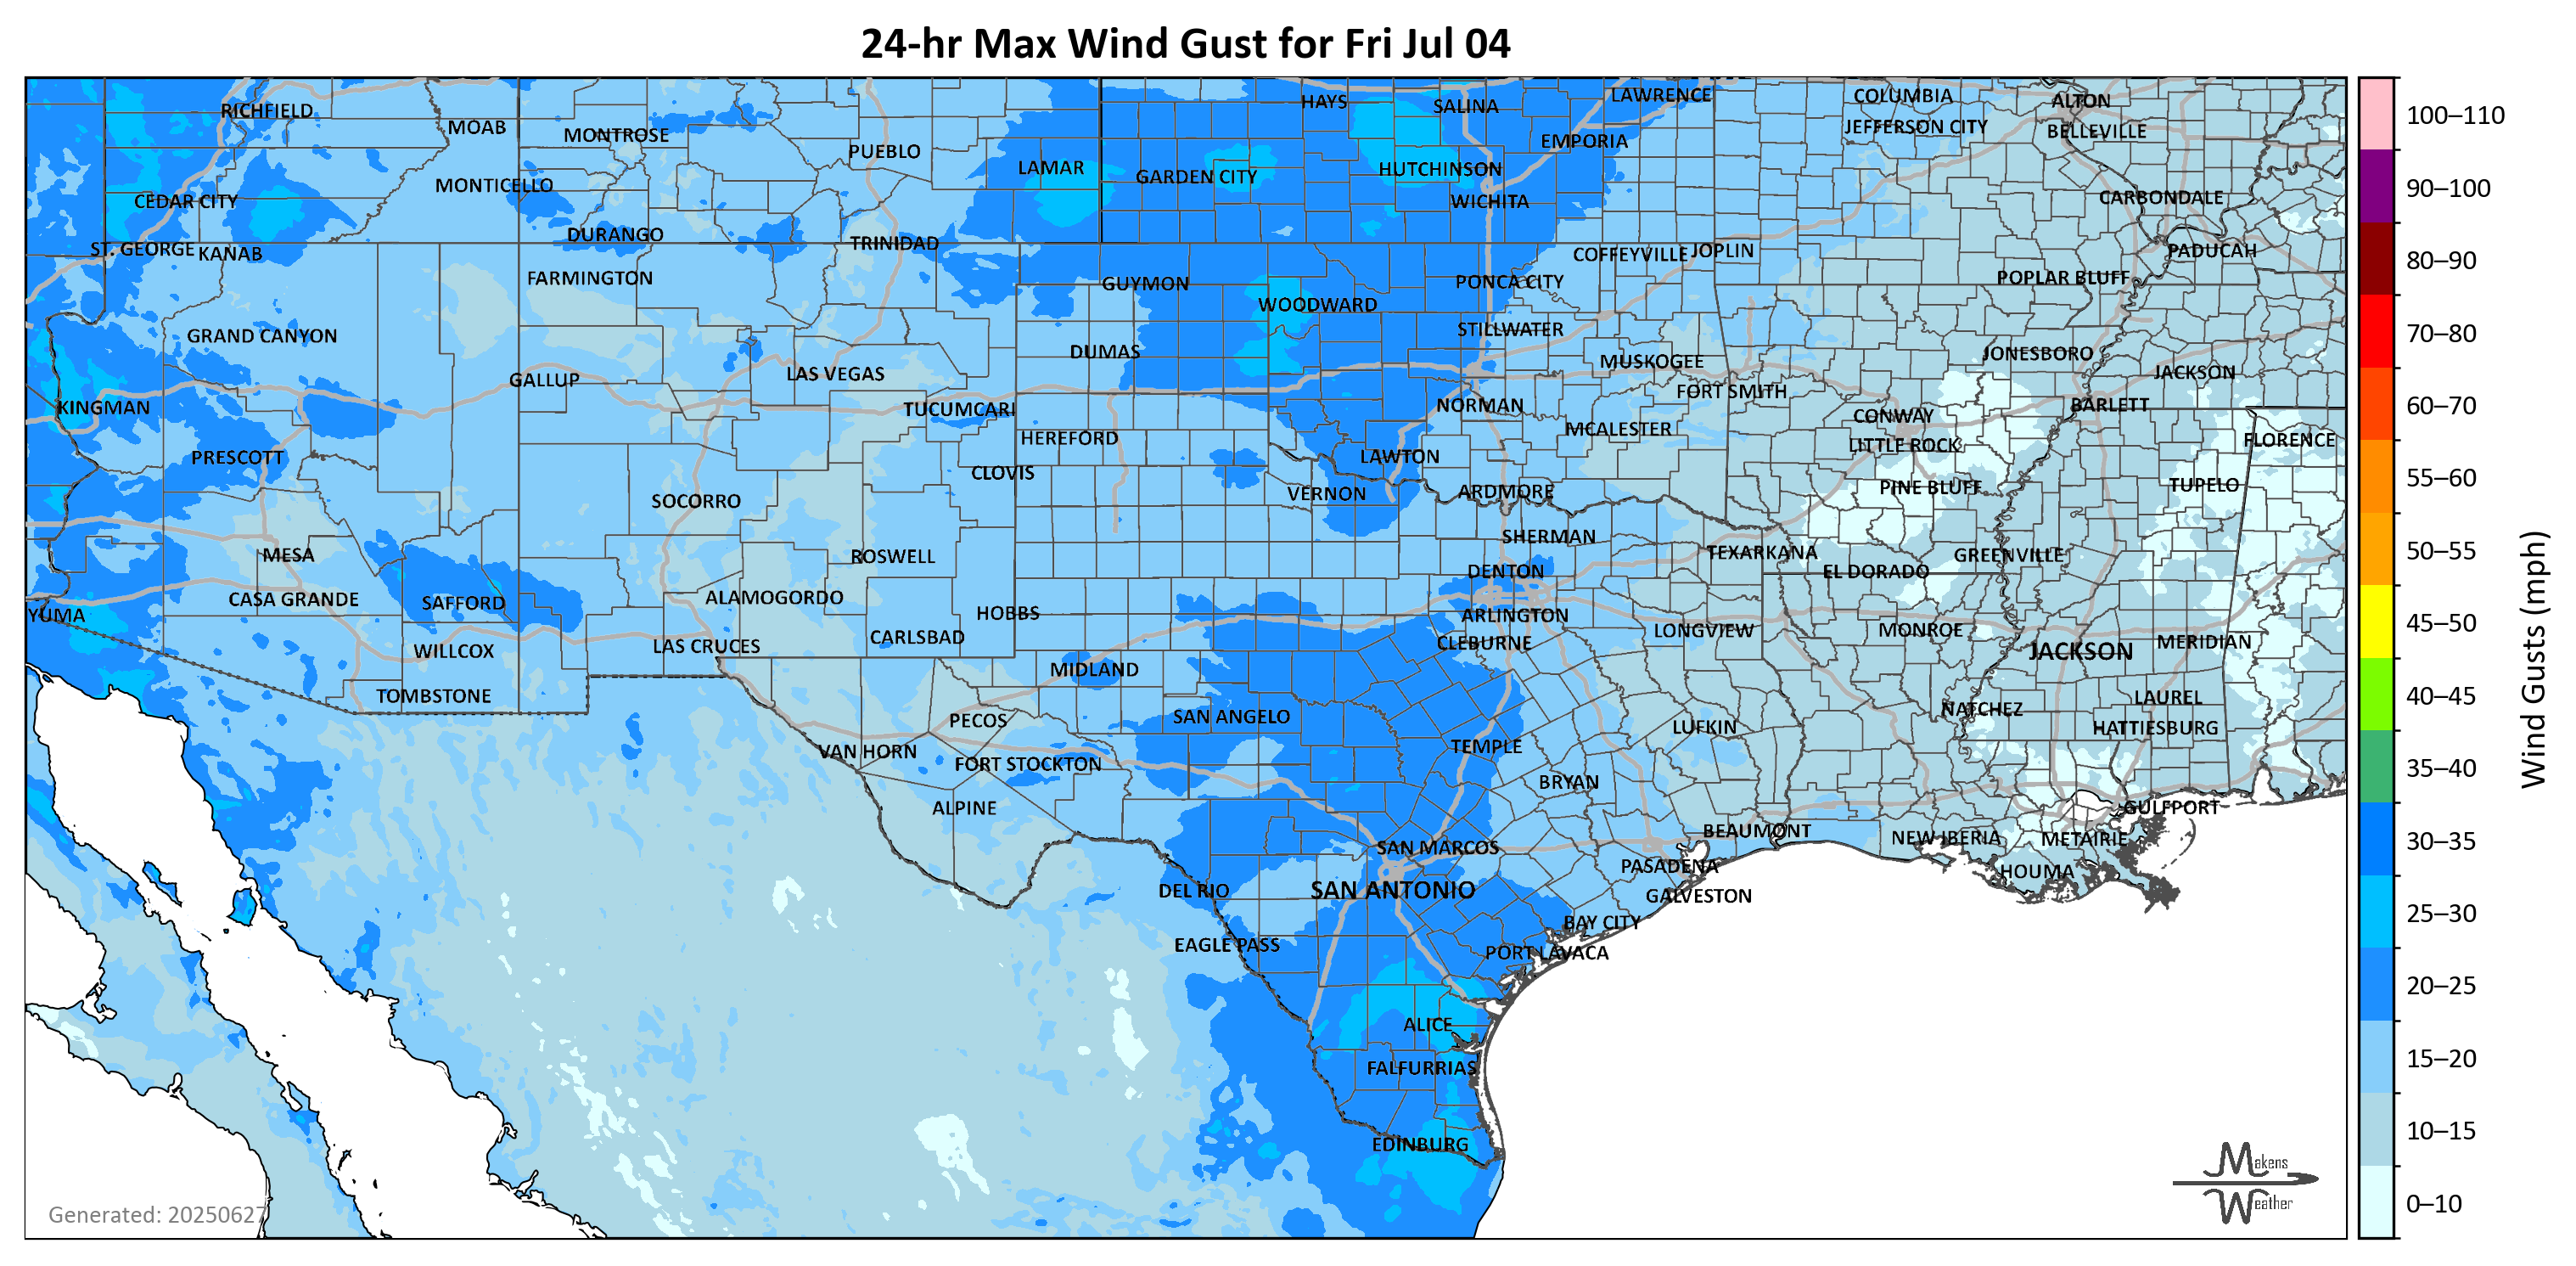 24-hr Max Wind Gust for Fri Jul 04
RICHFIELD
MOAB
MONTROSE
PUEBLO
LAMAR
HAYS
SALINA
LAWRENCE
COLUMBIA
ALTON
JEFFERSON CITY
BELLEVILLE
EMPORIA
GARDEN CITY
HUTCHINSON
MONTICELLO
CEDAR CITY
WICHITA
CARBONDALE
DURANGO
TRINIDAD
ST. GEORGE
KANAB
COFFEYVILLE
JOPLIN
PADUCAH
FARMINGTON
GUYMON
PONCA CITY
POPLAR BLUFF
WOODWARD
GRAND CANYON
STILLWATER
DUMAS
MUSKOGEE
JONESBORO
GALLUP
LAS VEGAS
FORT SMITH
JACKSON
KINGMAN
TUCUMCARI
NORMAN
CONWAY
BARLETT
HEREFORD
MCALESTER
LITTLE ROCK
FLORENCE
PRESCOTT
CLOVIS
LAWTON
SOCORRO
VERNON
ARDMORE
PINE BLUFF
TUPELO
MESA
ROSWELL
SHERMAN
TEXARKANA
GREENVILLE
DENTON
EL DORADO
CASA GRANDE
SAFFORD
ALAMOGORDO
HOBBS
ARLINGTON
YUMA
CARLSBAD
CLEBURNE
LONGVIEW
MONROE
WILLCOX
LAS CRUCES
JACKSON
MERIDIAN
MIDLAND
TOMBSTONE
LAUREL
PECOS
SAN ANGELO
NATCHEZ
LUFKIN
HATTIESBURG
VAN HORN
FORT STOCKTON
TEMPLE
BRYAN
ALPINE
GULFPORT
BEAUMONT
NEW IBERIA
METAIRIE
SAN MARCOS
PASADENA
HOUMA
DEL RIO
SAN ANTONIO
GALVESTON
BAY CITY
EAGLE PASS
PORT LAVACA
ALICE
FALFURRIAS
EDINBURG
Generated: 20250627
Makens
Weather
100–110
90–100
80–90
70–80
60–70
55–60
50–55
45–50
40–45
35–40
30–35
25–30
20–25
15–20
10–15
0–10
Wind Gusts (mph)